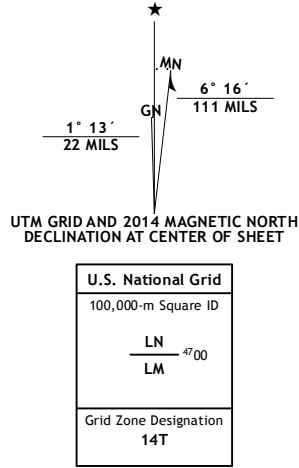 ★
MN
GN
6° 16´
111 MILS
1° 13´
22 MILS
UTM GRID AND 2014 MAGNETIC NORTH
DECLINATION AT CENTER OF SHEET
U.S. National Grid
100,000-m Square ID
LN
4700
LM
Grid Zone Designation
14T